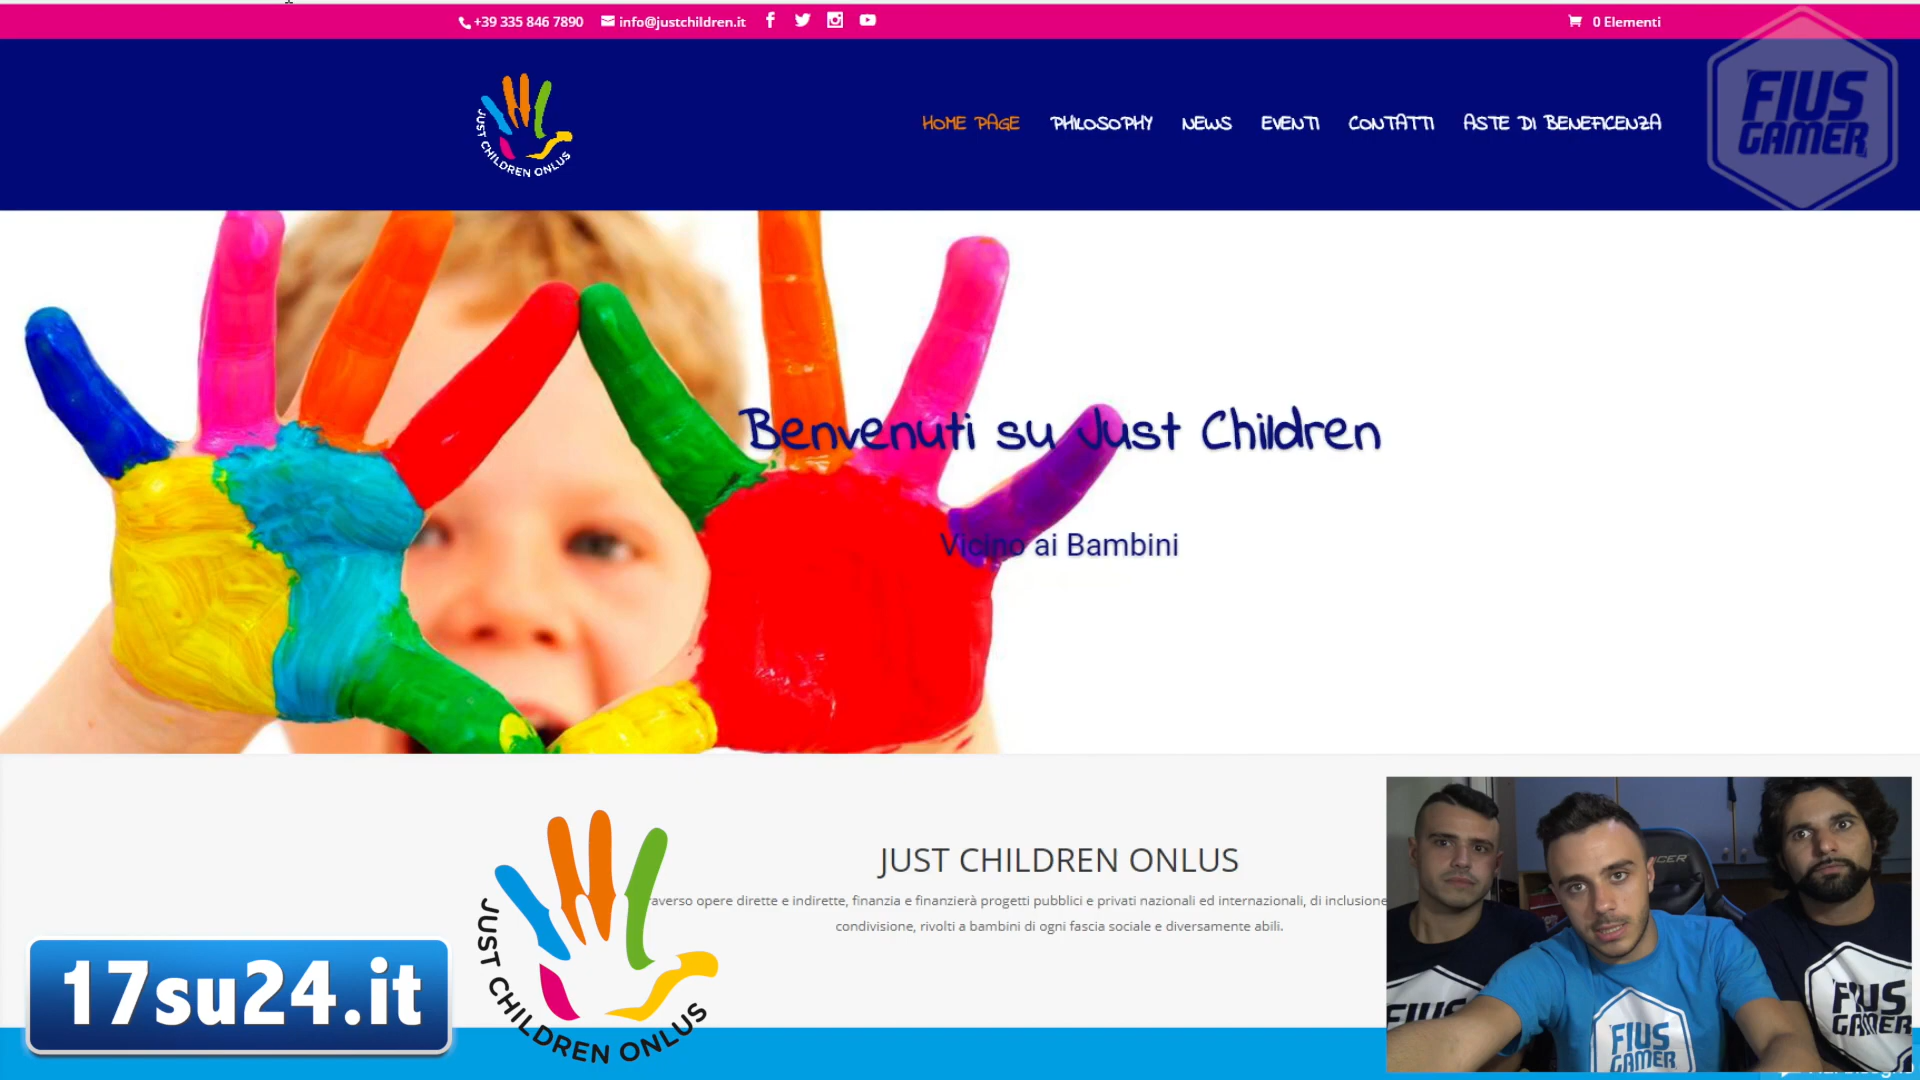 +39 335 846 7890 info@justchildren.it 0 Elementi
JUST CHILDREN ONLUS
HOME PAGE PHILOSOPHY NEWS EVENTI CONTATTI ASTE DI BENEFICENZA
FIUS
GAMER
Benvenuti su Just Children
Vicino ai Bambini
JUST CHILDREN ONLUS
opere dirette e indirette, finanzia e finanzierà progetti pubblici e privati nazionali ed internazionali, di inclusione
condivisione, rivolti a bambini di ogni fascia sociale e diversamente abili.
JUST CHILDREN ONLUS
17su24.it
FIUS
GAMER
FIUS
GAMER
FIUS